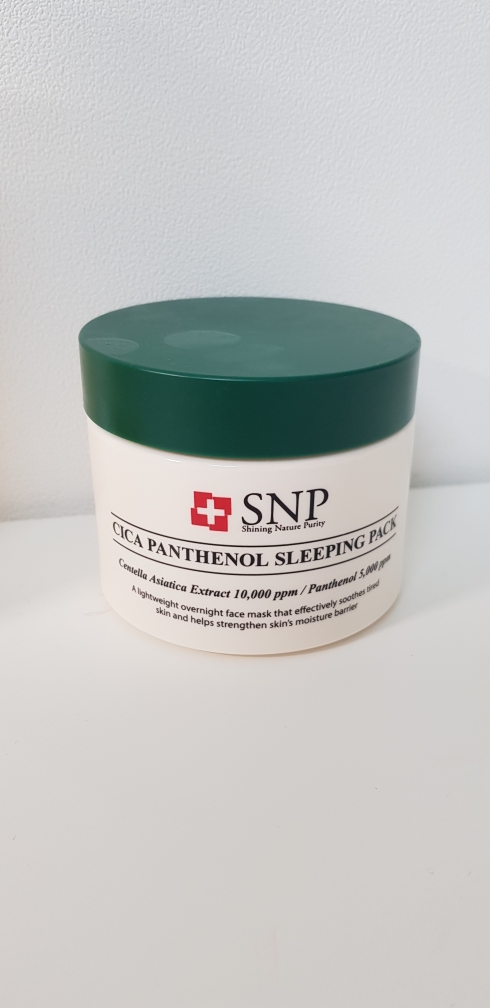 SNP
Shining Nature Purity
CICA PANTHENOL SLEEPING PACK
Centella Asiatica Extract 10,000 ppm / Panthenol 5,000 ppm
A lightweight overnight face mask that effectively soothes tired
skin and helps strengthen skin's moisture barrier